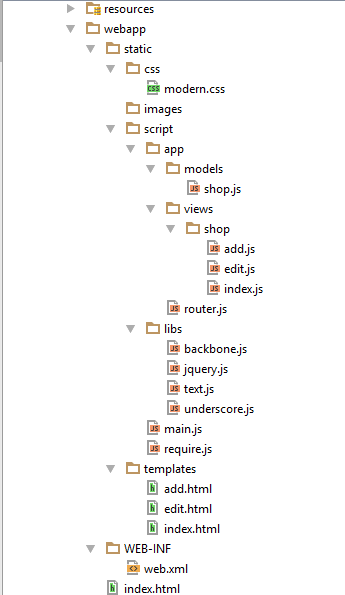 resources
webapp
static
css
modern.css
images
script
app
models
shop.js
views
shop
add.js
edit.js
index.js
router.js
libs
backbone.js
jquery.js
text.js
underscore.js
main.js
require.js
templates
add.html
edit.html
index.html
WEB-INF
web.xml
index.html